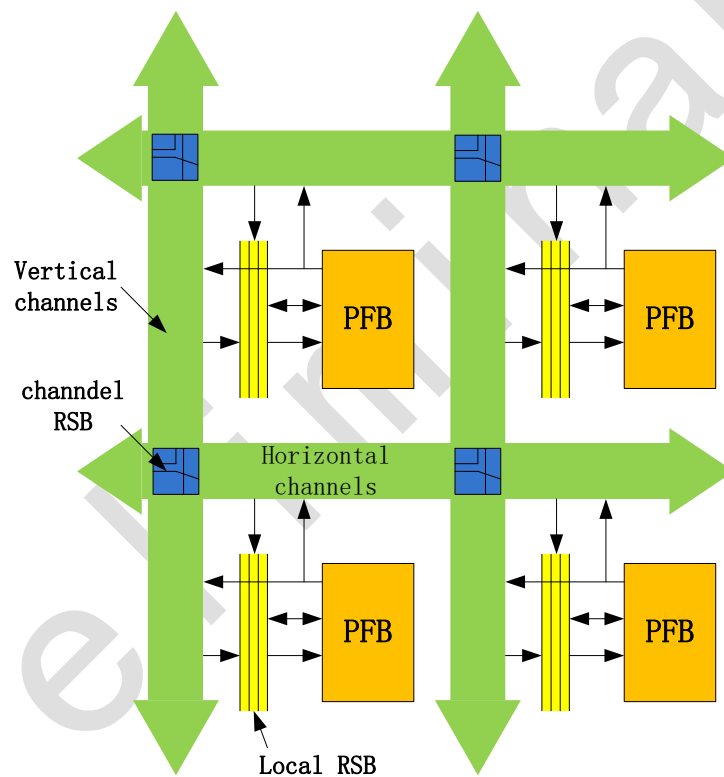 Vertical
channels
PFB
PFB
channdel
RSB
Horizontal
channels
PFB
PFB
Local RSB